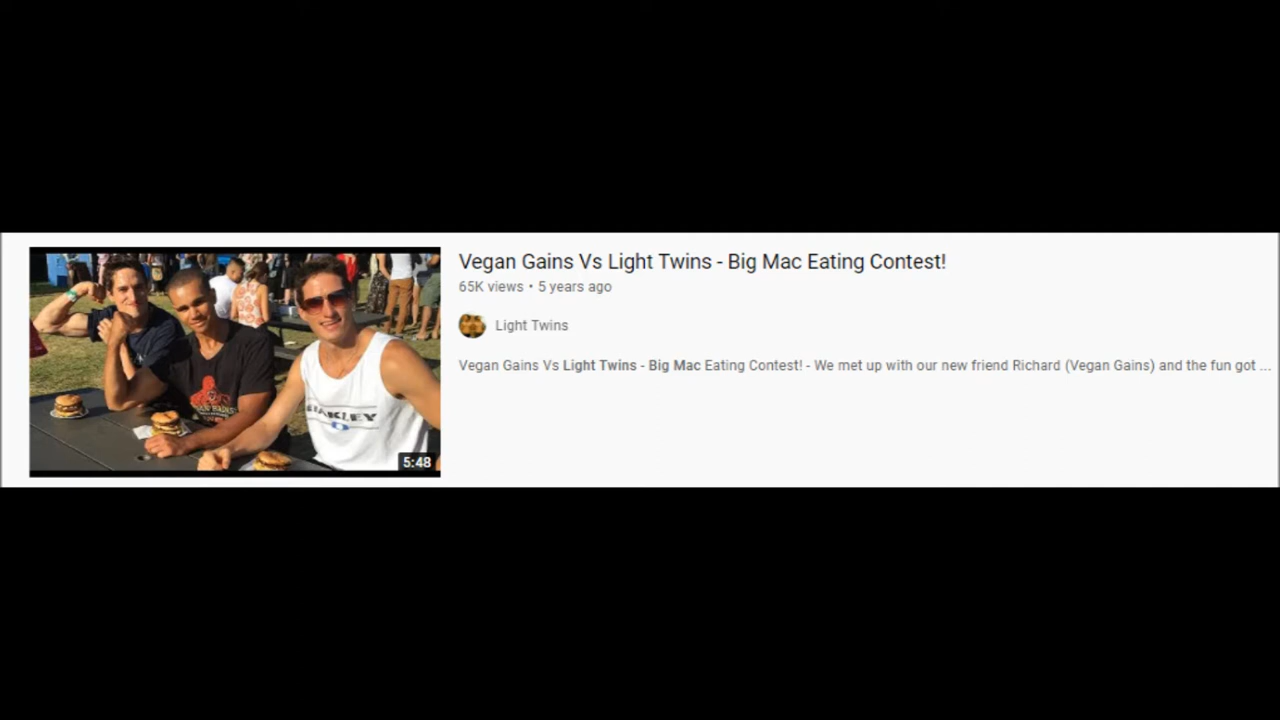 Vegan Gains Vs Light Twins - Big Mac Eating Contest!
65K views • 5 years ago
Light Twins
Vegan Gains Vs Light Twins - Big Mac Eating Contest! - We met up with our new friend Richard (Vegan Gains) and the fun got ...
5:48